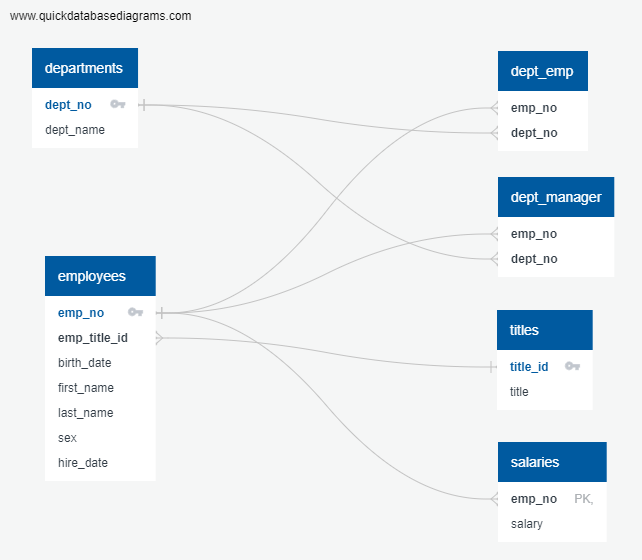 www.quickdatabasediagrams.com
departments
dept_no
dept_name
dept_emp
emp_no
dept_no
dept_manager
emp_no
dept_no
employees
emp_no
emp_title_id
birth_date
first_name
last_name
sex
hire_date
titles
title_id
title
salaries
emp_no PK,
salary